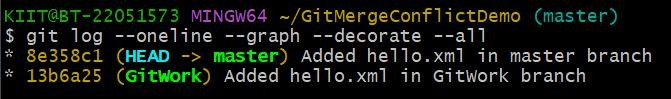 KIIT@BT-22051573 MINGW64 ~/GitMergeConflictDemo (master)
$ git log --oneline --graph --decorate --all
* 8e358c1 (HEAD -> master) Added hello.xml in master branch
* 13b6a25 (GitWork) Added hello.xml in GitWork branch